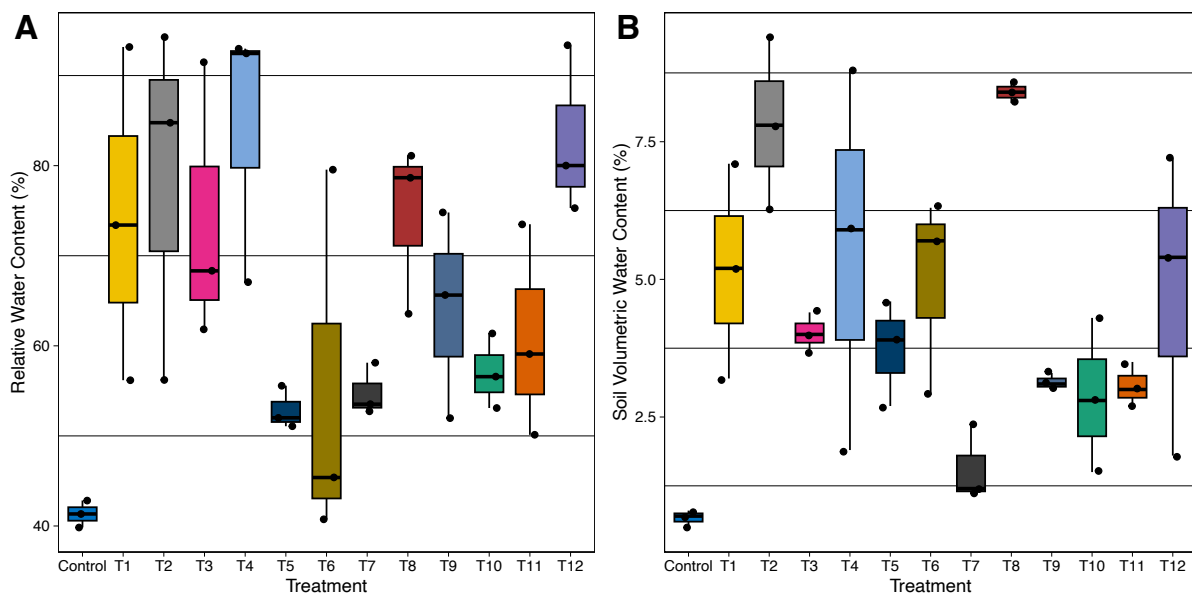 A
Relative Water Content (%)
80
60
40
Control T1 T2 T3 T4 T5 T6 T7 T8 T9 T10 T11 T12
Treatment
B
Soil Volumetric Water Content (%)
7.5
5.0
2.5
Control T1 T2 T3 T4 T5 T6 T7 T8 T9 T10 T11 T12
Treatment